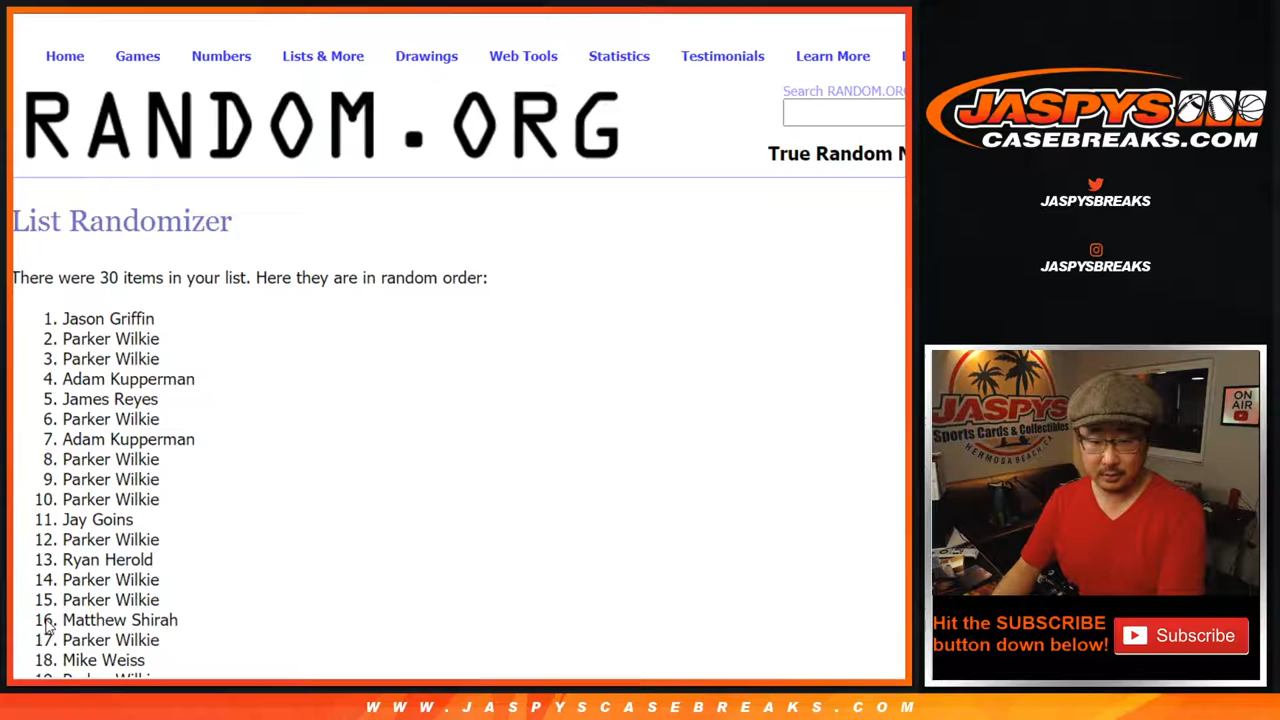 Home Games Numbers Lists & More Drawings Web Tools Statistics Testimonials Learn More
Search RANDOM.ORG
RANDOM.ORG
True Random N
List Randomizer
There were 30 items in your list. Here they are in random order:
1. Jason Griffin
2. Parker Wilkie
3. Parker Wilkie
4. Adam Kupperman
5. James Reyes
6. Parker Wilkie
7. Adam Kupperman
8. Parker Wilkie
9. Parker Wilkie
10. Parker Wilkie
11. Jay Goins
12. Parker Wilkie
13. Ryan Herold
14. Parker Wilkie
15. Parker Wilkie
16. Matthew Shirah
17. Parker Wilkie
18. Mike Weiss
JASPYS
CASEBREAKS.COM
JASPYSBREAKS
JASPYSBREAKS
JASPYS
Sports Cards & Collectibles
HERMOSA BEACH
ON
AIR
Hit the SUBSCRIBE
button down below!
Subscribe
WWW.JASPYSCASEBREAKS.COM